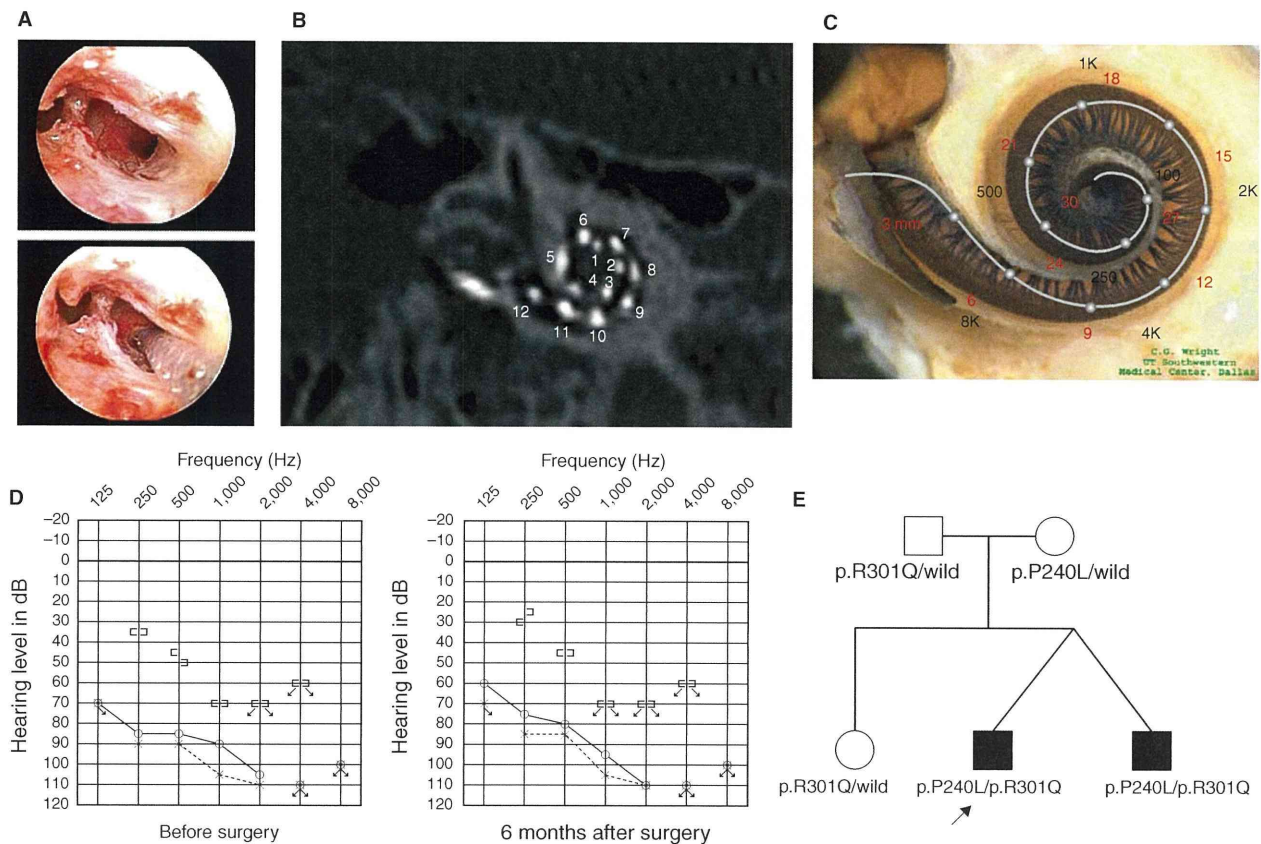 A
B
C
6
7
1
5
2
8
4
3
12
9
11
10
1K
18
21
15
100
500
2K
30
27
3 mm
24
250
12
6
8K
4K
9
C.G. Wright
UT Southwestern
Medical Center, Dallas
D
Frequency (Hz)
125 250 500 1,000 2,000 4,000 8,000
Hearing level in dB
–20
–10
0
10
20
30
40
50
60
70
80
90
100
110
120
Before surgery
Frequency (Hz)
125 250 500 1,000 2,000 4,000 8,000
Hearing level in dB
–20
–10
0
10
20
30
40
50
60
70
80
90
100
110
120
6 months after surgery
E
p.R301Q/wild
p.P240L/wild
p.R301Q/wild
p.P240L/p.R301Q
p.P240L/p.R301Q